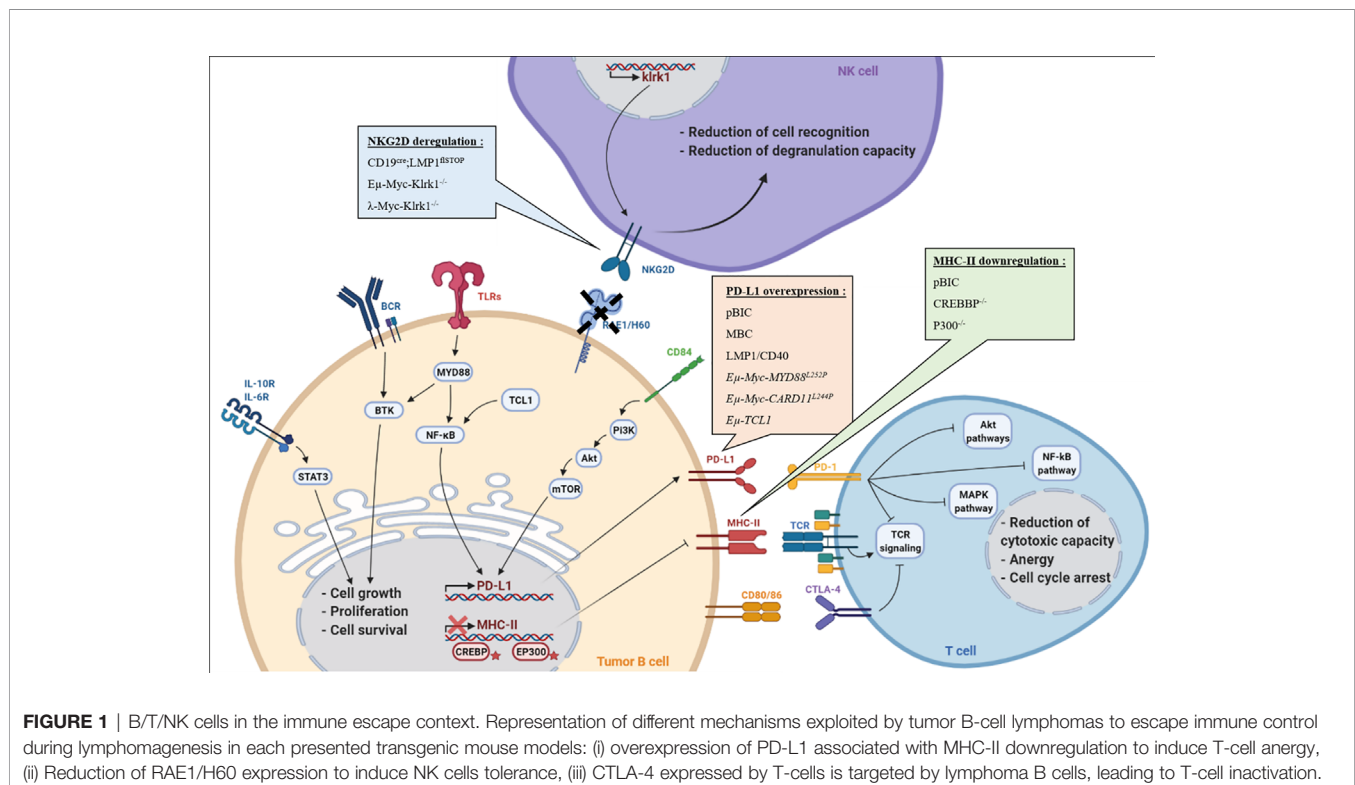 NK cell
klrk1
- Reduction of cell recognition
- Reduction of degranulation capacity
NKG2D deregulation :
CD19cre;LMP1flSTOP
Eμ-Myc-Klrk1-/-
λ-Myc-Klrk1-/-
NKG2D
MHC-II downregulation :
pBIC
CREBBP-/-
P300-/-
PD-L1 overexpression :
pBIC
MBC
LMP1/CD40
Eμ-Myc-MYD88L252P
Eμ-Myc-CARD11L244P
Eμ-TCL1
BCR
TLRs
RAE1/H60
CD84
IL-10R
IL-6R
MYD88
TCL1
BTK
NF-κB
Pi3K
Akt
mTOR
STAT3
PD-L1
PD-1
Akt
pathways
NF-kB
pathway
MAPK
pathway
MHC-II
TCR
TCR
signaling
- Reduction of
cytotoxic capacity
- Anergy
- Cell cycle arrest
CD80/86
CTLA-4
- Cell growth
- Proliferation
- Cell survival
PD-L1
MHC-II
CREBP
EP300
Tumor B cell
T cell
FIGURE 1 | B/T/NK cells in the immune escape context. Representation of different mechanisms exploited by tumor B-cell lymphomas to escape immune control
during lymphomagenesis in each presented transgenic mouse models: (i) overexpression of PD-L1 associated with MHC-II downregulation to induce T-cell anergy,
(ii) Reduction of RAE1/H60 expression to induce NK cells tolerance, (iii) CTLA-4 expressed by T-cells is targeted by lymphoma B cells, leading to T-cell inactivation.